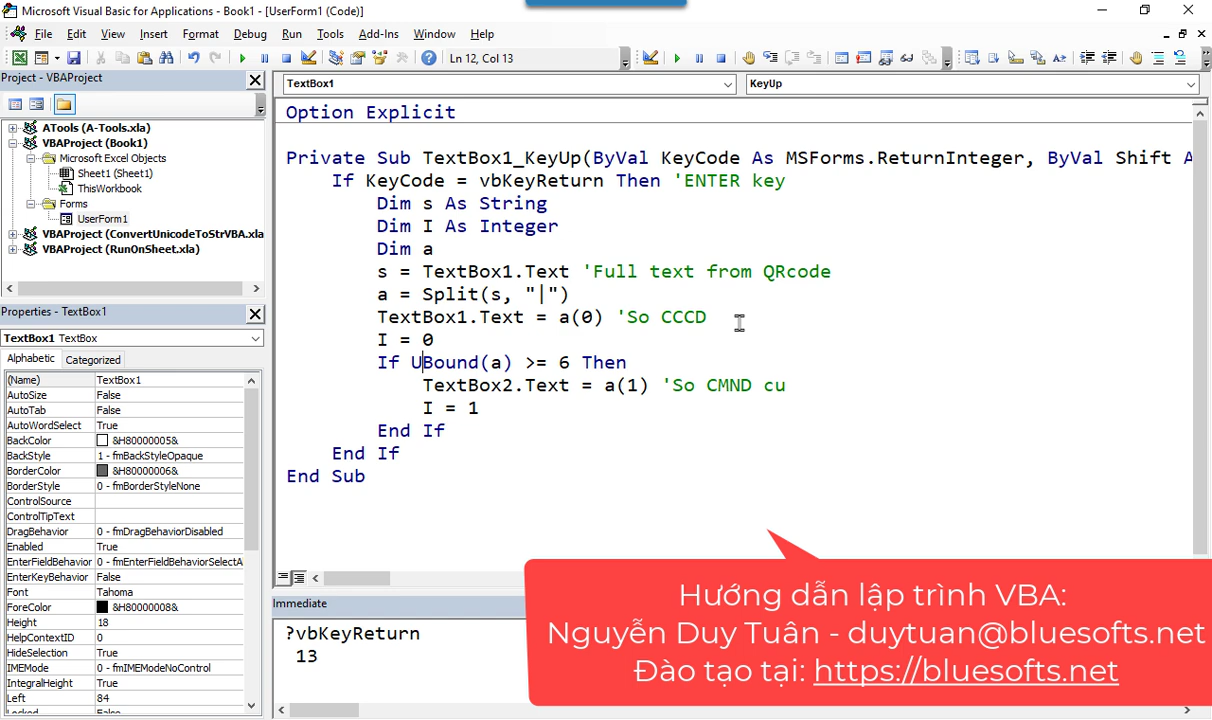 Microsoft Visual Basic for Applications - Book1 - [UserForm1 (Code)]
File Edit View Insert Format Debug Run Tools Add-Ins Window Help
Ln 12, Col 13
Project - VBAProject
TextBox1 KeyUp
ATools (A-Tools.xla)
VBAProject (Book1)
Microsoft Excel Objects
Sheet1 (Sheet1)
ThisWorkbook
Forms
UserForm1
VBAProject (ConvertUnicodeToStrVBA.xla
VBAProject (RunOnSheet.xla)
Properties - TextBox1
TextBox1 TextBox
Alphabetic Categorized
(Name) TextBox1
AutoSize False
AutoTab False
AutoWordSelect True
BackColor &H80000005&
BackStyle 1 - fmBackStyleOpaque
BorderColor &H80000006&
BorderStyle 0 - fmBorderStyleNone
ControlSource
ControlTipText
DragBehavior 0 - fmDragBehaviorDisabled
Enabled True
EnterFieldBehavior 0 - fmEnterFieldBehaviorSelectA
EnterKeyBehavior False
Font Tahoma
ForeColor &H80000008&
Height 18
HelpContextID 0
HideSelection True
IMEMode 0 - fmIMEModeNoControl
IntegralHeight True
Left 84
Locked False
Option Explicit
Private Sub TextBox1_KeyUp(ByVal KeyCode As MSForms.ReturnInteger, ByVal Shift A
If KeyCode = vbKeyReturn Then 'ENTER key
Dim s As String
Dim I As Integer
Dim a
s = TextBox1.Text 'Full text from QRcode
a = Split(s, "|")
TextBox1.Text = a(0) 'So CCCD
I = 0
If UBound(a) >= 6 Then
TextBox2.Text = a(1) 'So CMND cu
I = 1
End If
End If
End Sub
Immediate
?vbKeyReturn
13
Hướng dẫn lập trình VBA:
Nguyễn Duy Tuân - duytuan@bluesofts.net
Đào tạo tại: https://bluesofts.net